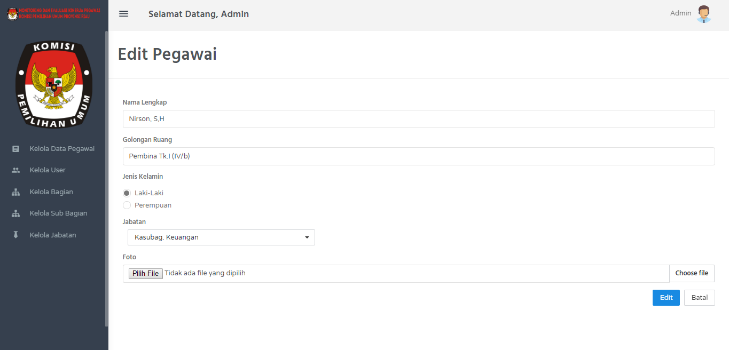 Selamat Datang, Admin
Admin
KOMISI
PEMILIHAN UMUM
Kelola Data Pegawai
Kelola User
Kelola Bagian
Kelola Sub Bagian
Kelola Jabatan
Edit Pegawai
Nama Lengkap
Nirson, S.H
Golongan Ruang
Pembina Tk.I (IV/b)
Jenis Kelamin
Laki-Laki
Perempuan
Jabatan
Kasubag. Keuangan
Foto
Pilih File Tidak ada file yang dipilih
Choose file
Edit
Batal